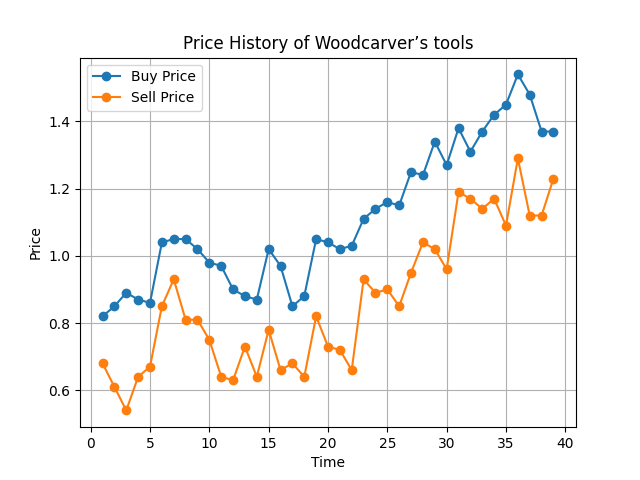 Price History of Woodcarver’s tools
Buy Price
Sell Price
1.4
1.2
1.0
0.8
0.6
Price
0 5 10 15 20 25 30 35 40
Time